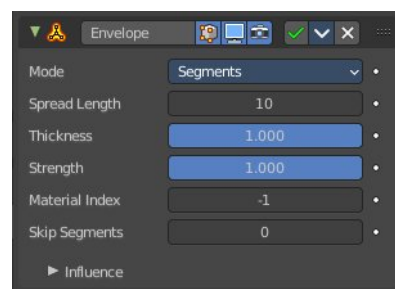 Envelope
Mode Segments
Spread Length 10
Thickness 1.000
Strength 1.000
Material Index -1
Skip Segments 0
Influence